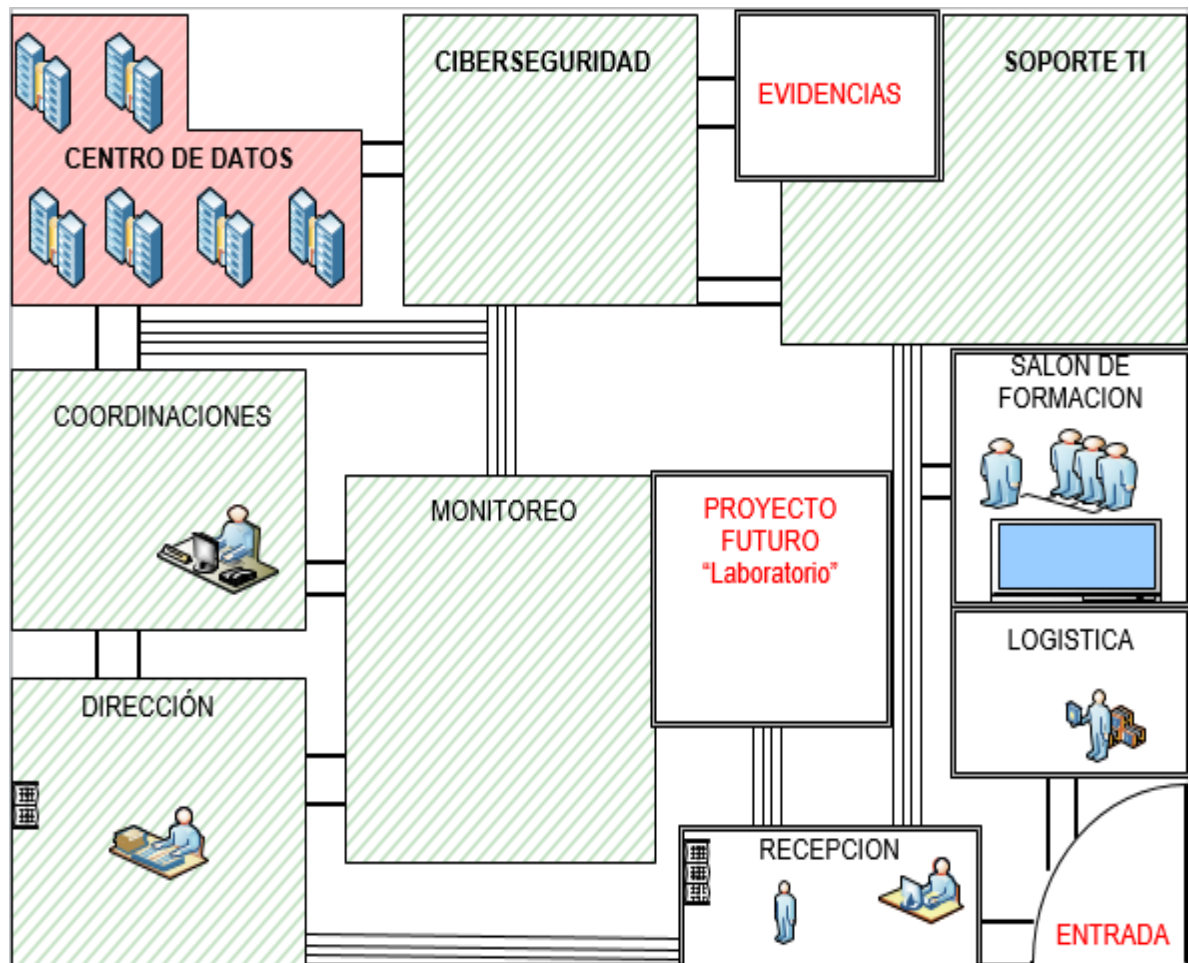 CIBERSEGURIDAD
SOPORTE TI
EVIDENCIAS
CENTRO DE DATOS
SALON DE
FORMACION
COORDINACIONES
MONITOREO
PROYECTO
FUTURO
“Laboratorio”
LOGISTICA
DIRECCIÓN
RECEPCION
ENTRADA